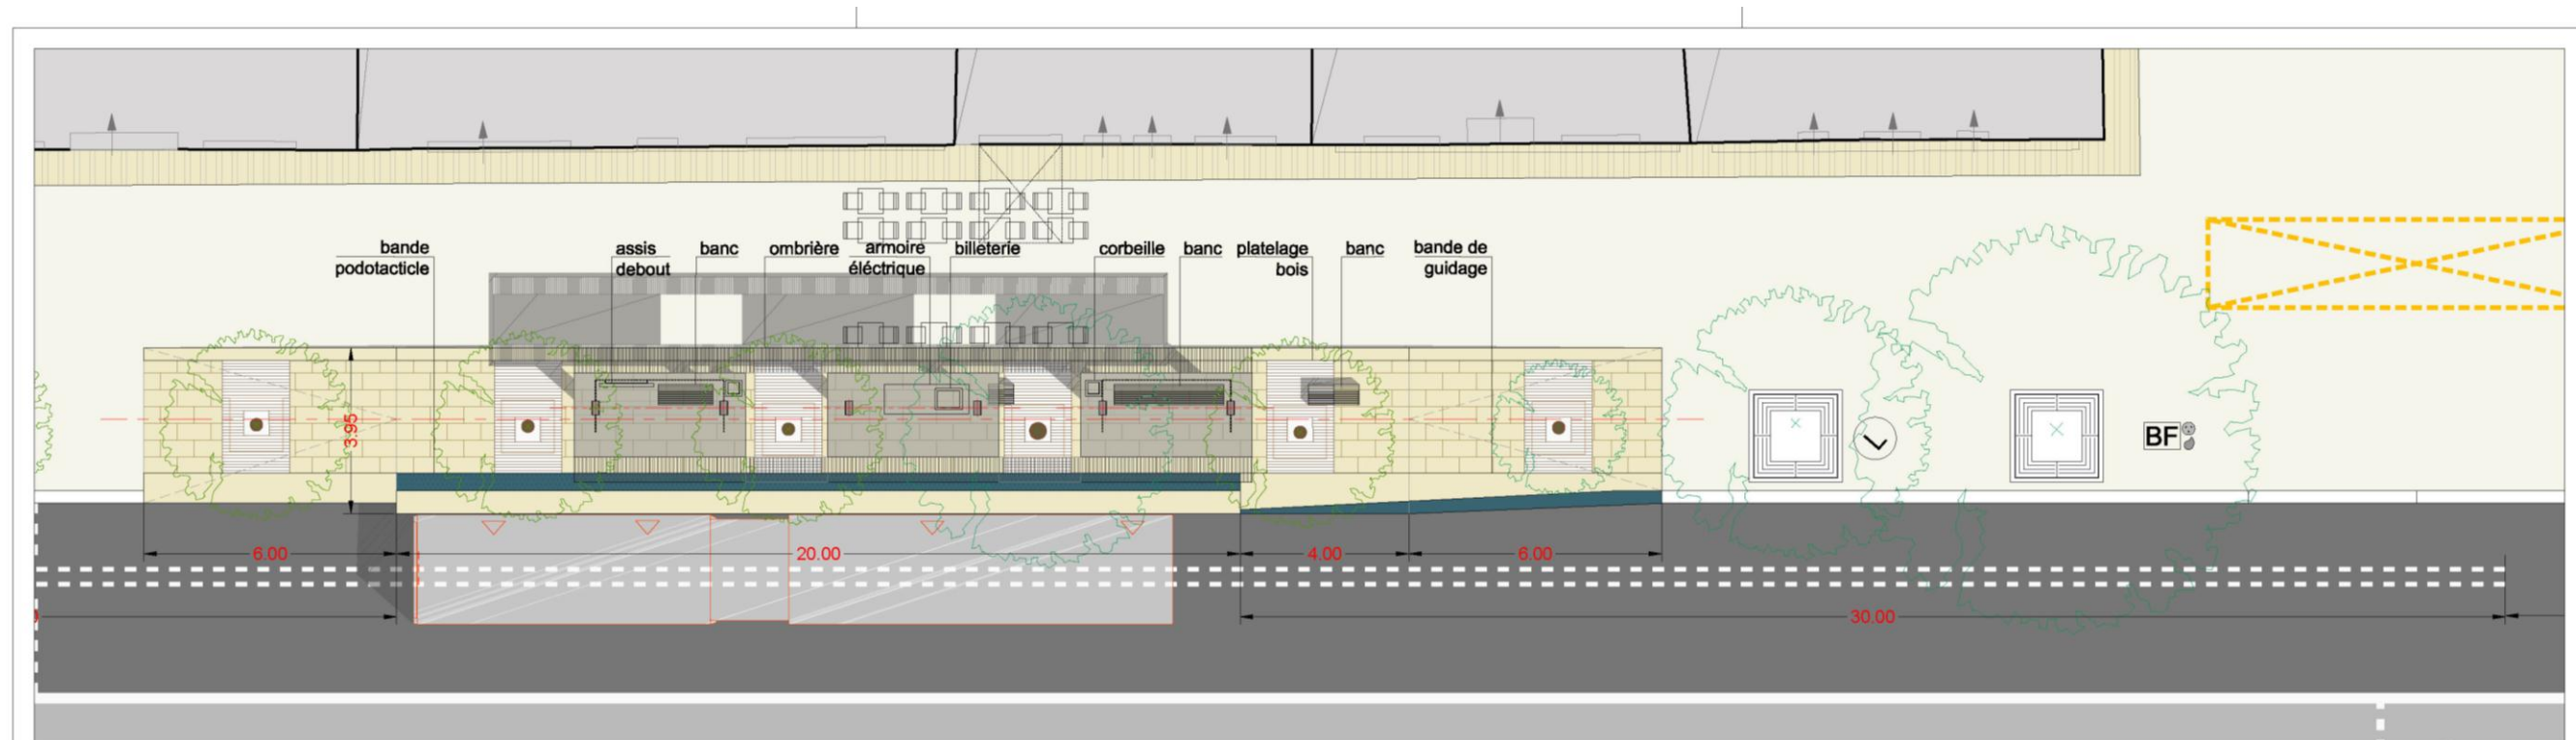 bande
podotacticle
assis
debout
banc
ombrière
armoire
éléctrique
billeterie
corbeille
banc
platelage
bois
banc
bande de
guidage
3.95
BF
6.00
20.00
4.00
6.00
30.00